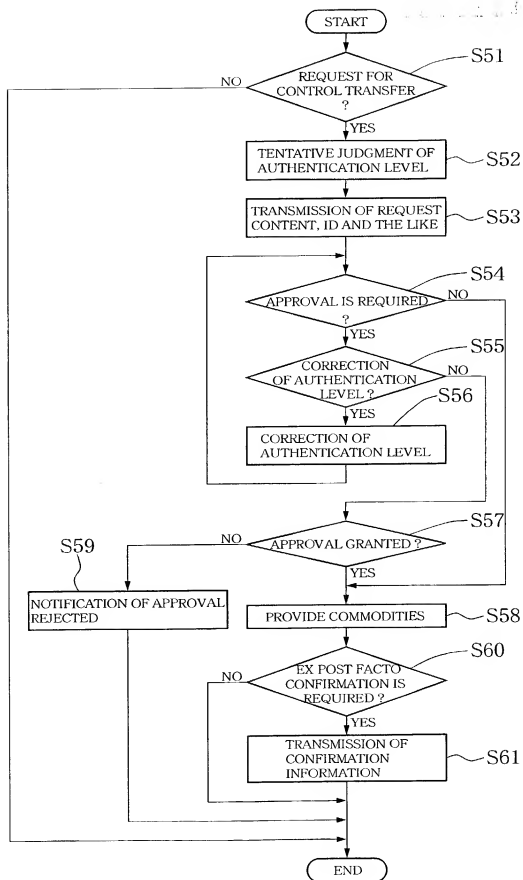 START
S51
NO
REQUEST FOR
CONTROL TRANSFER
?
YES
TENTATIVE JUDGMENT OF
AUTHENTICATION LEVEL
S52
TRANSMISSION OF REQUEST
CONTENT, ID AND THE LIKE
S53
S54
APPROVAL IS REQUIRED
?
NO
YES
S55
CORRECTION
OF AUTHENTICATION
LEVEL ?
NO
YES
S56
CORRECTION OF
AUTHENTICATION LEVEL
S57
NO
APPROVAL GRANTED ?
YES
S59
NOTIFICATION OF APPROVAL
REJECTED
PROVIDE COMMODITIES
S58
S60
NO
EX POST FACTO
CONFIRMATION IS
REQUIRED ?
YES
TRANSMISSION OF
CONFIRMATION
INFORMATION
S61
END